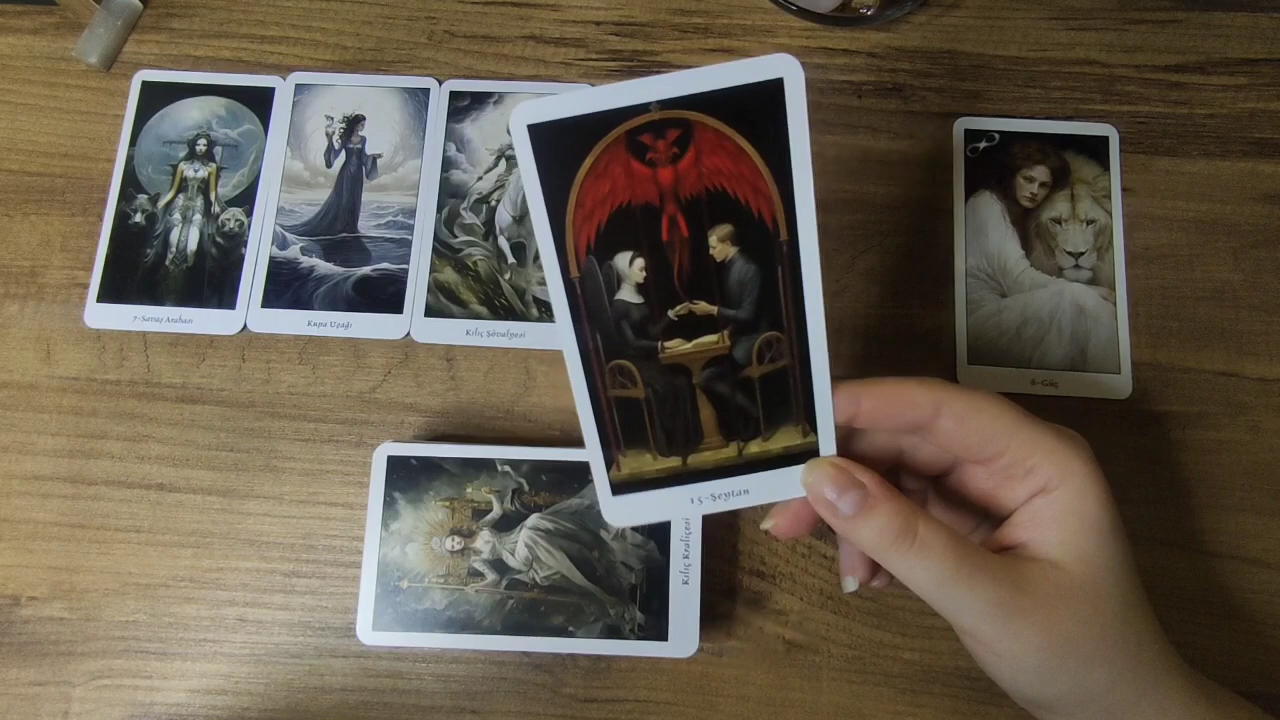 7-Savaş Arabası
Kupa Uşağı
Kılıç Şövalyesi
15-Şeytan
8-Güç
Kılıç Kraliçesi